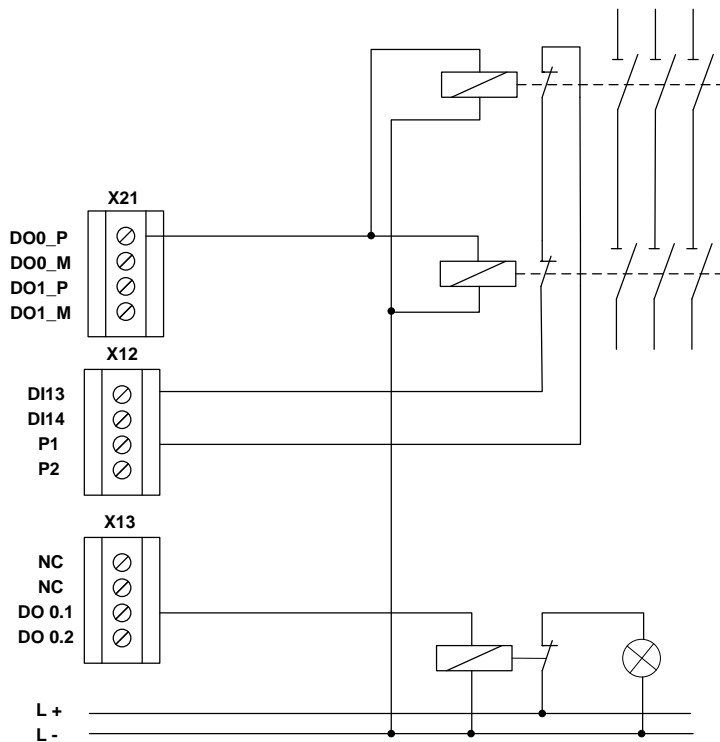 X21
DO0_P
DO0_M
DO1_P
DO1_M
X12
DI13
DI14
P1
P2
X13
NC
NC
DO 0.1
DO 0.2
L +
L -